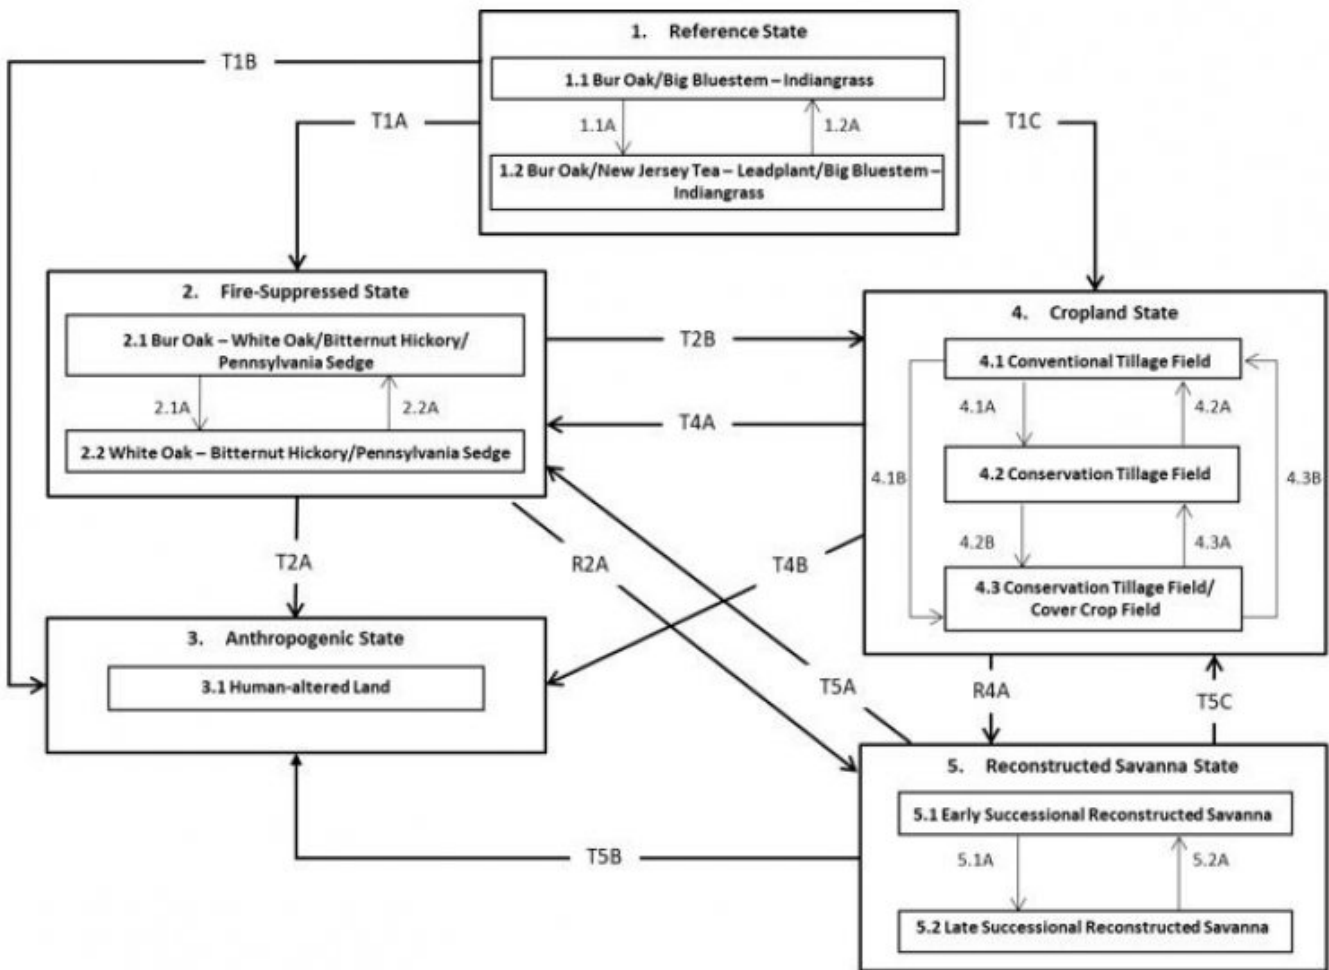 1. Reference State
T1B
1.1 Bur Oak/Big Bluestem – Indiangrass
T1A
1.1A
1.2A
T1C
1.2 Bur Oak/New Jersey Tea – Leadplant/Big Bluestem –
Indiangrass
2. Fire-Suppressed State
2.1 Bur Oak – White Oak/Bitternut Hickory/
Pennsylvania Sedge
2.1A
2.2A
2.2 White Oak – Bitternut Hickory/Pennsylvania Sedge
T2B
T4A
4. Cropland State
4.1 Conventional Tillage Field
4.1A
4.2A
4.2 Conservation Tillage Field
4.1B
4.3B
4.2B
4.3A
4.3 Conservation Tillage Field/
Cover Crop Field
T2A
R2A
T4B
3. Anthropogenic State
3.1 Human-altered Land
T5A
R4A
T5C
5. Reconstructed Savanna State
5.1 Early Successional Reconstructed Savanna
T5B
5.1A
5.2A
5.2 Late Successional Reconstructed Savanna